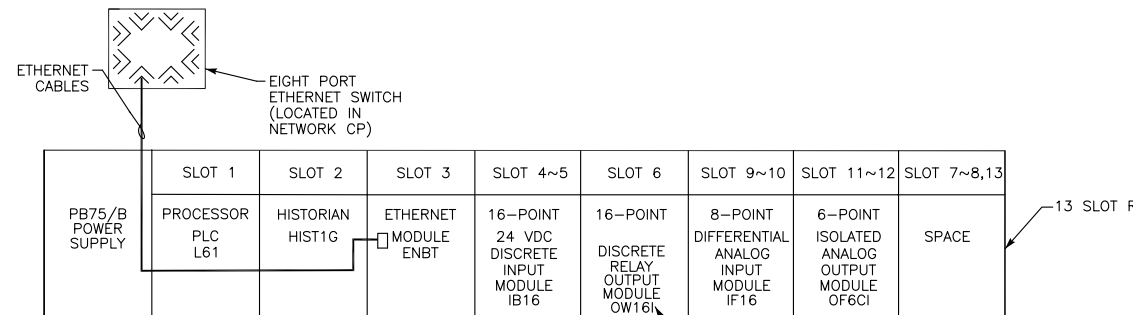 ETHERNET
CABLES
EIGHT PORT
ETHERNET SWITCH
(LOCATED IN
NETWORK CP)
SLOT 1
SLOT 2
SLOT 3
SLOT 4~5
SLOT 6
SLOT 9~10
SLOT 11~12
SLOT 7~8,13
PB75/B
POWER
SUPPLY
PROCESSOR
PLC
L61
HISTORIAN
HIST1G
ETHERNET
MODULE
ENBT
16-POINT
24 VDC
DISCRETE
INPUT
MODULE
IB16
16-POINT
DISCRETE
RELAY
OUTPUT
MODULE
OW16I
8-POINT
DIFFERENTIAL
ANALOG
INPUT
MODULE
IF16
6-POINT
ISOLATED
ANALOG
OUTPUT
MODULE
OF6CI
SPACE
13 SLOT